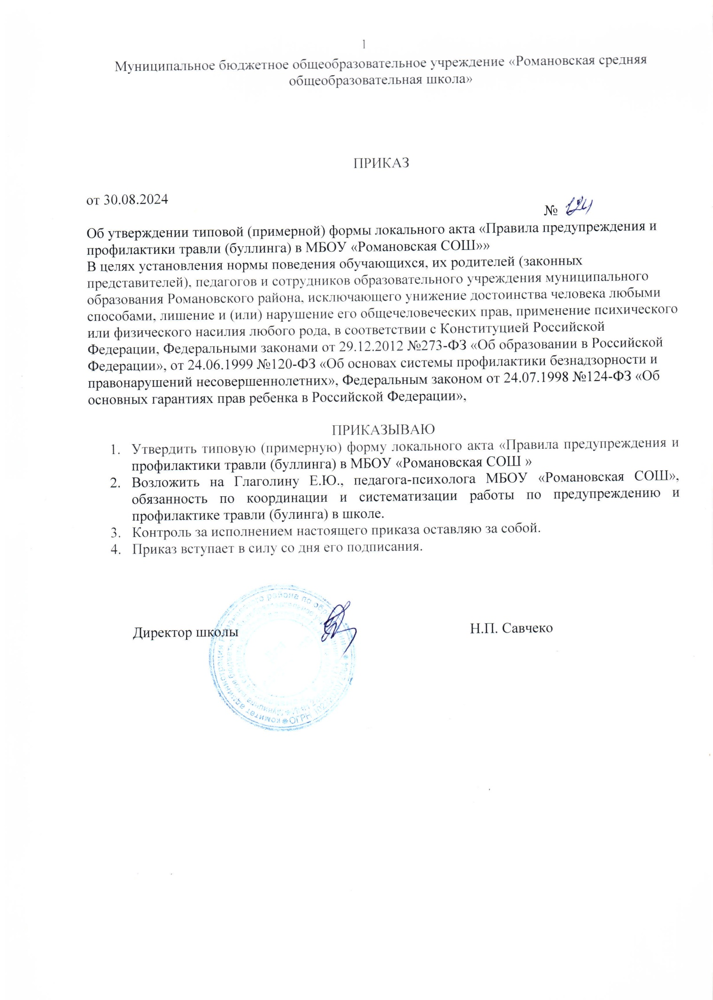 1
Муниципальное бюджетное общеобразовательное учреждение «Романовская средняя
общеобразовательная школа»
ПРИКАЗ
от 30.08.2024
№ 124
Об утверждении типовой (примерной) формы локального акта «Правила предупреждения и
профилактики травли (буллинга) в МБОУ «Романовская СОШ»»
В целях установления нормы поведения обучающихся, их родителей (законных
представителей), педагогов и сотрудников образовательного учреждения муниципального
образования Романовского района, исключающего унижение достоинства человека любыми
способами, лишение и (или) нарушение его общечеловеческих прав, применение психического
или физического насилия любого рода, в соответствии с Конституцией Российской
Федерации, Федеральными законами от 29.12.2012 №273-ФЗ «Об образовании в Российской
Федерации», от 24.06.1999 №120-ФЗ «Об основах системы профилактики безнадзорности и
правонарушений несовершеннолетних», Федеральным законом от 24.07.1998 №124-ФЗ «Об
основных гарантиях прав ребенка в Российской Федерации»,
ПРИКАЗЫВАЮ
1. Утвердить типовую (примерную) форму локального акта «Правила предупреждения и
профилактики травли (буллинга) в МБОУ «Романовская СОШ »
2. Возложить на Глаголину Е.Ю., педагога-психолога МБОУ «Романовская СОШ»,
обязанность по координации и систематизации работы по предупреждению и
профилактике травли (булинга) в школе.
3. Контроль за исполнением настоящего приказа оставляю за собой.
4. Приказ вступает в силу со дня его подписания.
Директор школы
Н.П. Савчеко
комитет администрации района по
ОГРН